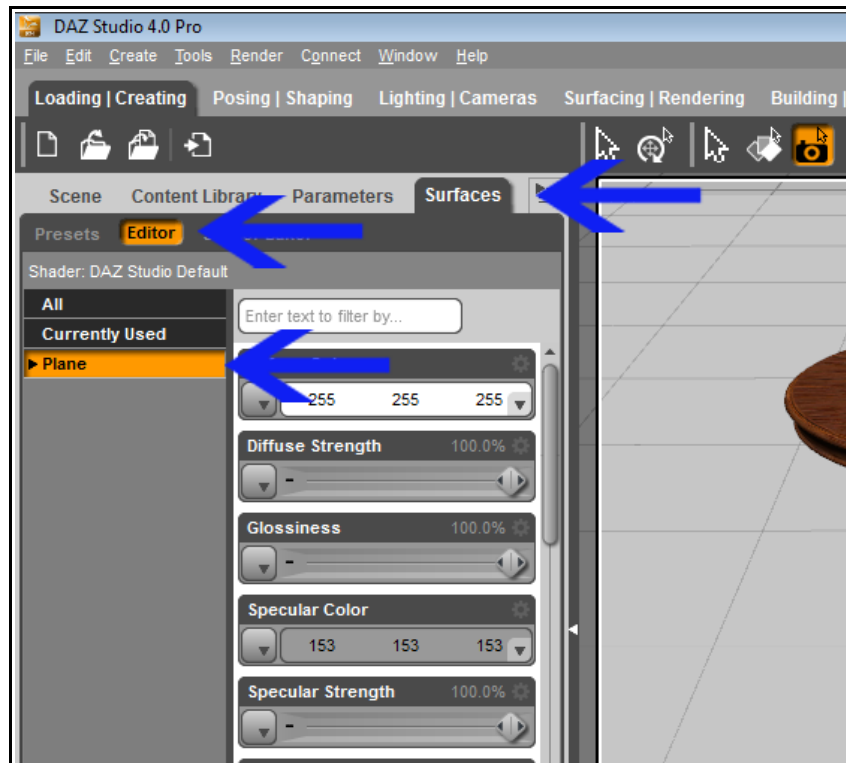 DAZ Studio 4.0 Pro
File Edit Create Tools Render Connect Window Help
Loading | Creating Posing | Shaping Lighting | Cameras Surfacing | Rendering Building |
Scene Content Library Parameters Surfaces
Presets Editor
Shader: DAZ Studio Default
All
Currently Used
Plane
Enter text to filter by...
255 255 255
Diffuse Strength 100.0%
Glossiness 100.0%
Specular Color
153 153 153
Specular Strength 100.0%